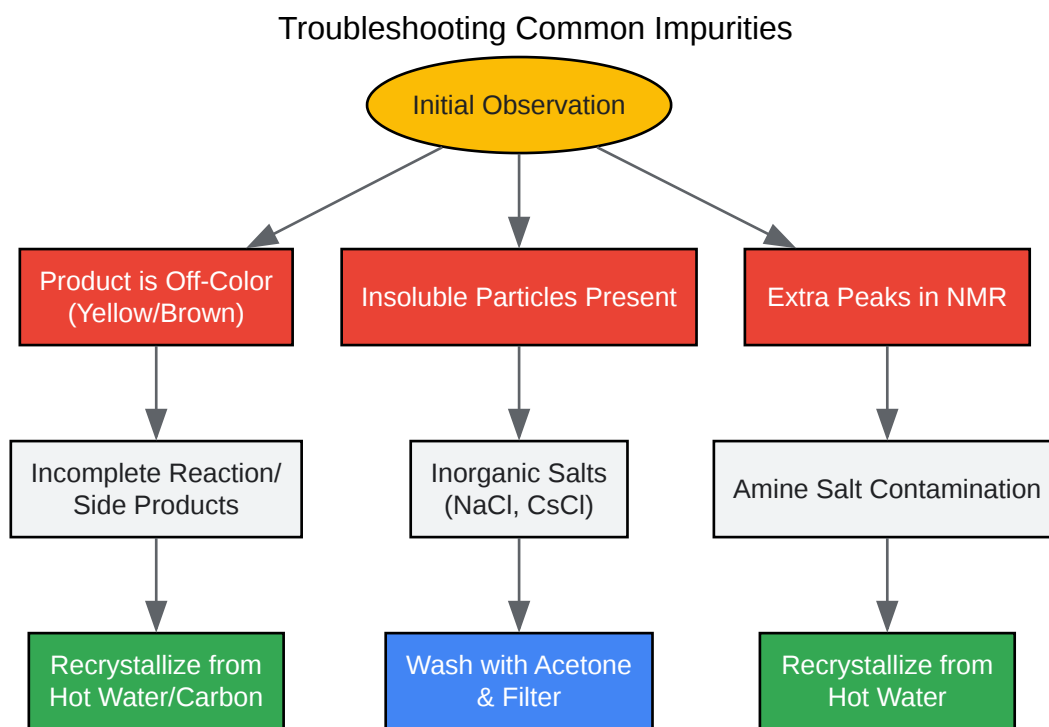 Troubleshooting Common Impurities
Initial Observation
Product is Off-Color
(Yellow/Brown)
Insoluble Particles Present
Extra Peaks in NMR
Incomplete Reaction/
Side Products
Inorganic Salts
(NaCl, CsCl)
Amine Salt Contamination
Recrystallize from
Hot Water/Carbon
Wash with Acetone
& Filter
Recrystallize from
Hot Water